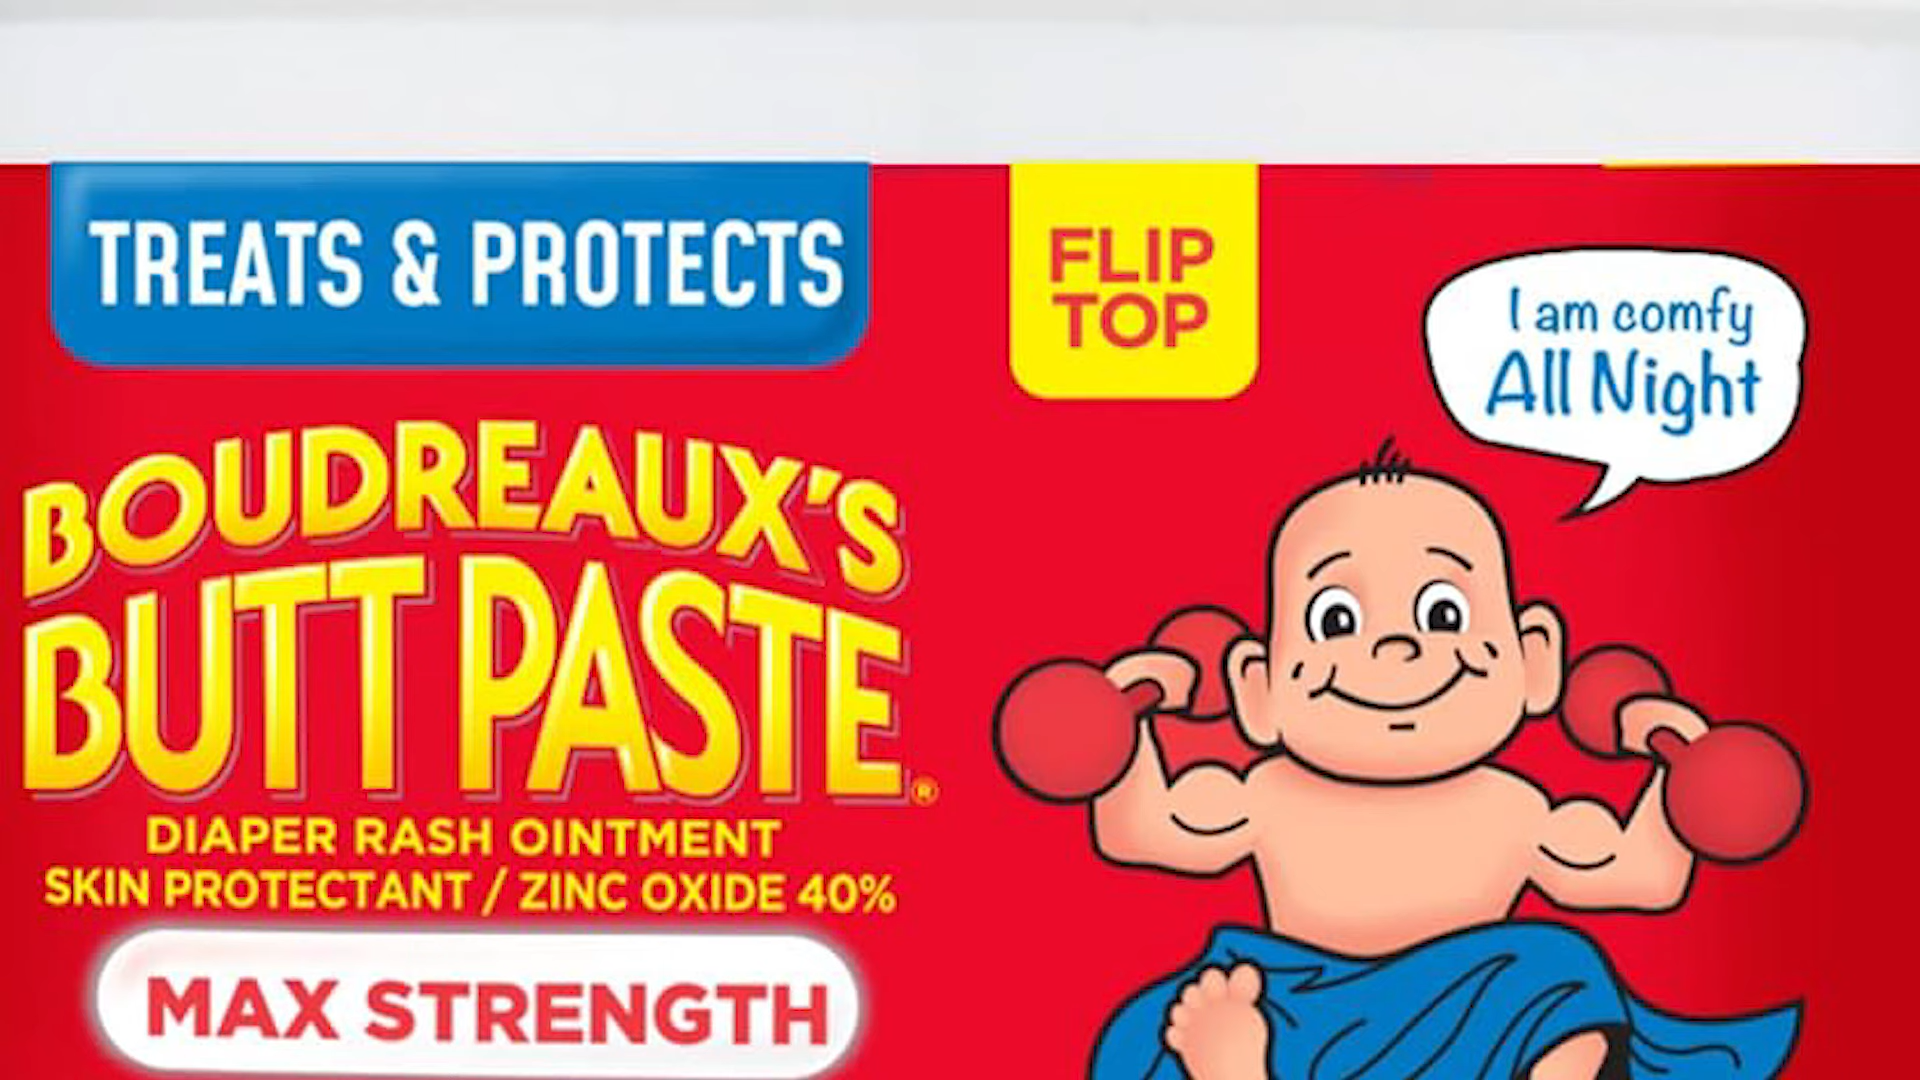 TREATS & PROTECTS
FLIP
TOP
I am comfy
All Night
BOUDREAUX'S
BUTT PASTE®
DIAPER RASH OINTMENT
SKIN PROTECTANT / ZINC OXIDE 40%
MAX STRENGTH